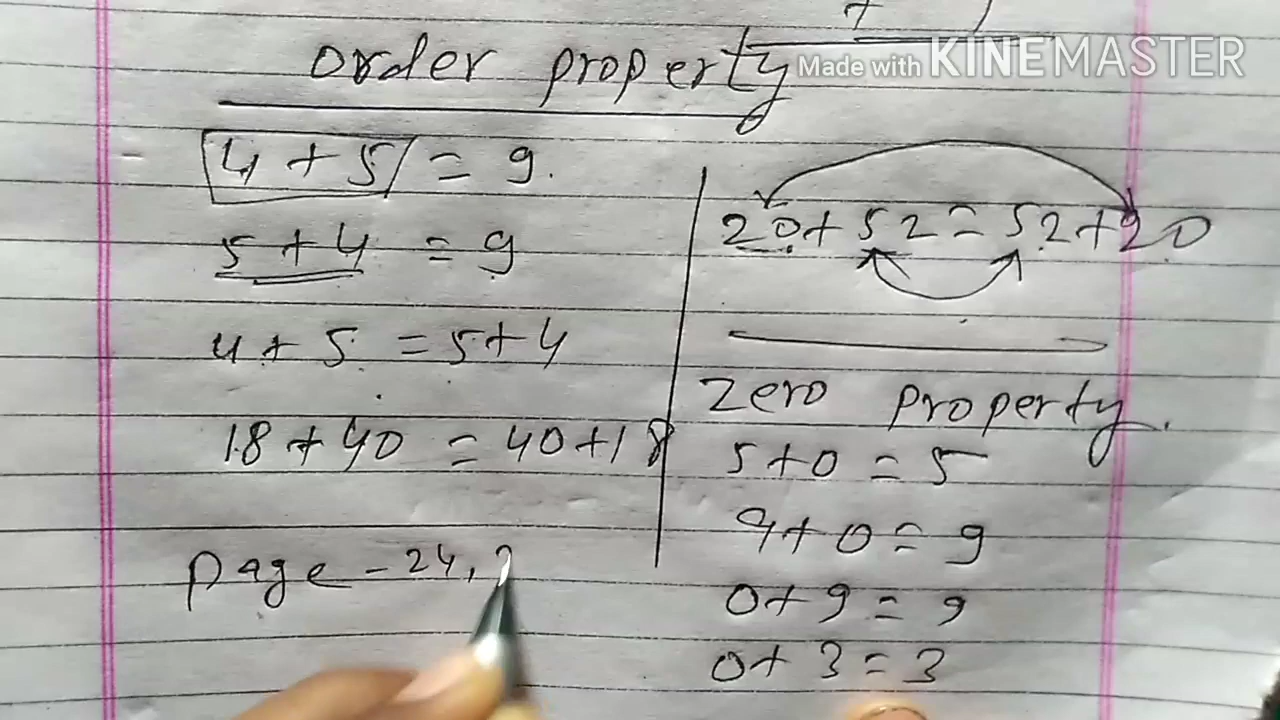 Made with KINEMASTER
order property
4 + 5 = 9.
5 + 4 = 9
4 + 5 = 5 + 4
18 + 40 = 40 + 18
page - 24, 2
20 + 52 = 52 + 20
Zero property.
5 + 0 = 5
9 + 0 = 9
0 + 9 = 9
0 + 3 = 3